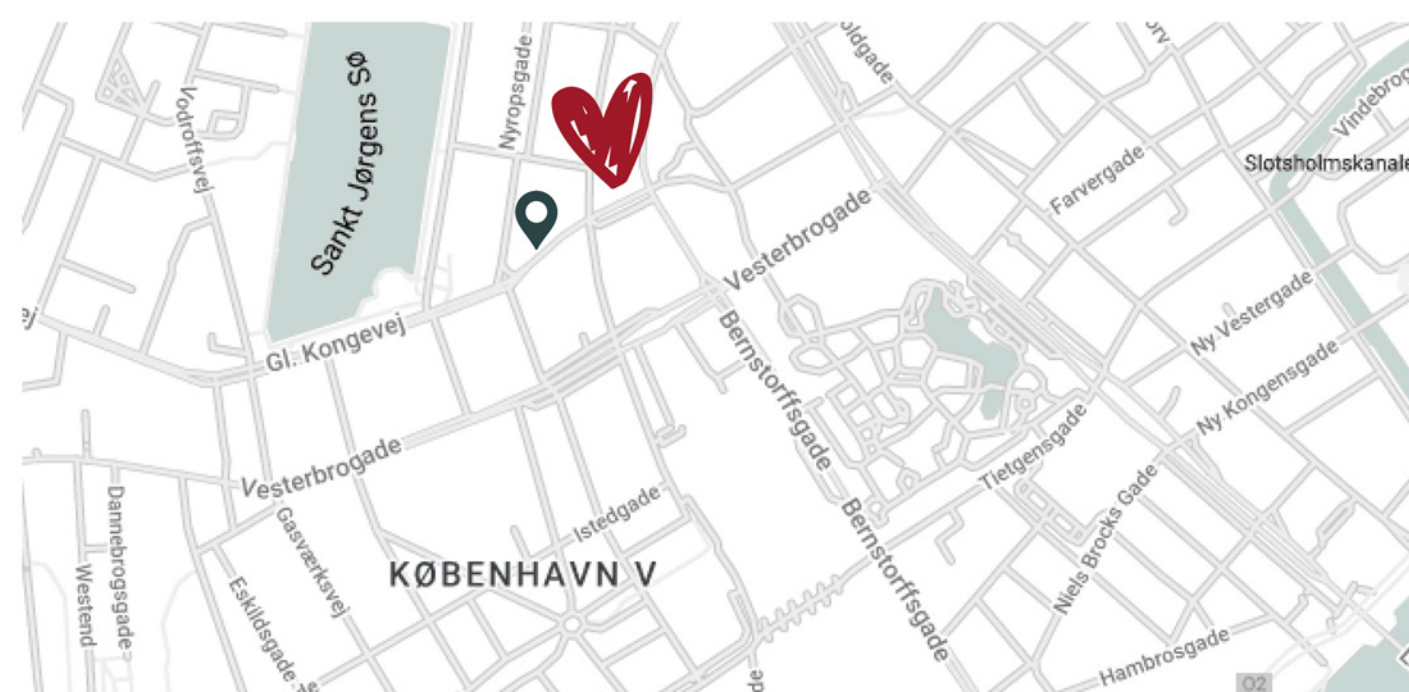 Sankt Jørgens Sø
Nyropsgade
Vodroffsvej
Vindebrog
Slotsholmskanale
Farvergade
Vesterbrogade
Ny Vestergade
Gl. Kongevej
Bernstorffsgade
Ny Kongensgade
Tietgensgade
Vesterbrogade
Dannebrogsgade
Westend
Gasværksvej
Istedgade
KØBENHAVN V
Eskildsgade
Bernstorffsgade
Niels Brocks Gade
Hambrosgade
O2